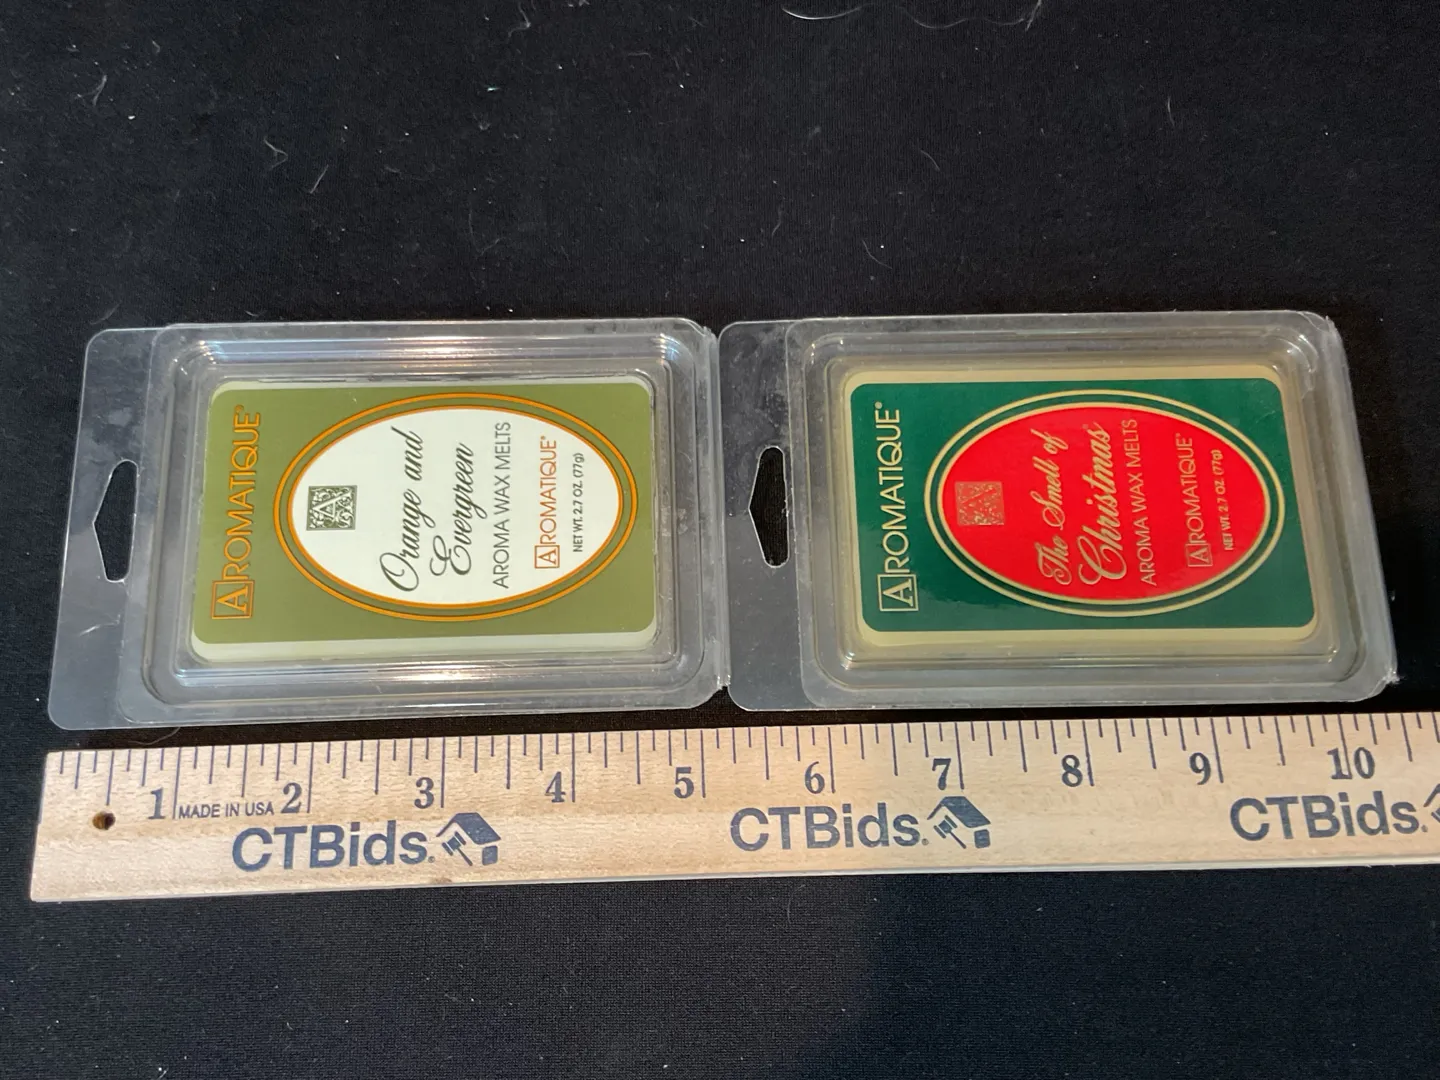 AROMATIQUE®
A
Orange and
Evergreen
AROMA WAX MELTS
AROMATIQUE®
NET WT. 2.7 OZ. (77g)
AROMATIQUE®
A
The Smell of
Christmas®
AROMA WAX MELTS
AROMATIQUE®
NET WT. 2.7 OZ. (77g)
1 2 3 4 5 6 7 8 9 10
MADE IN USA
CTBids. CTBids. CTBids.